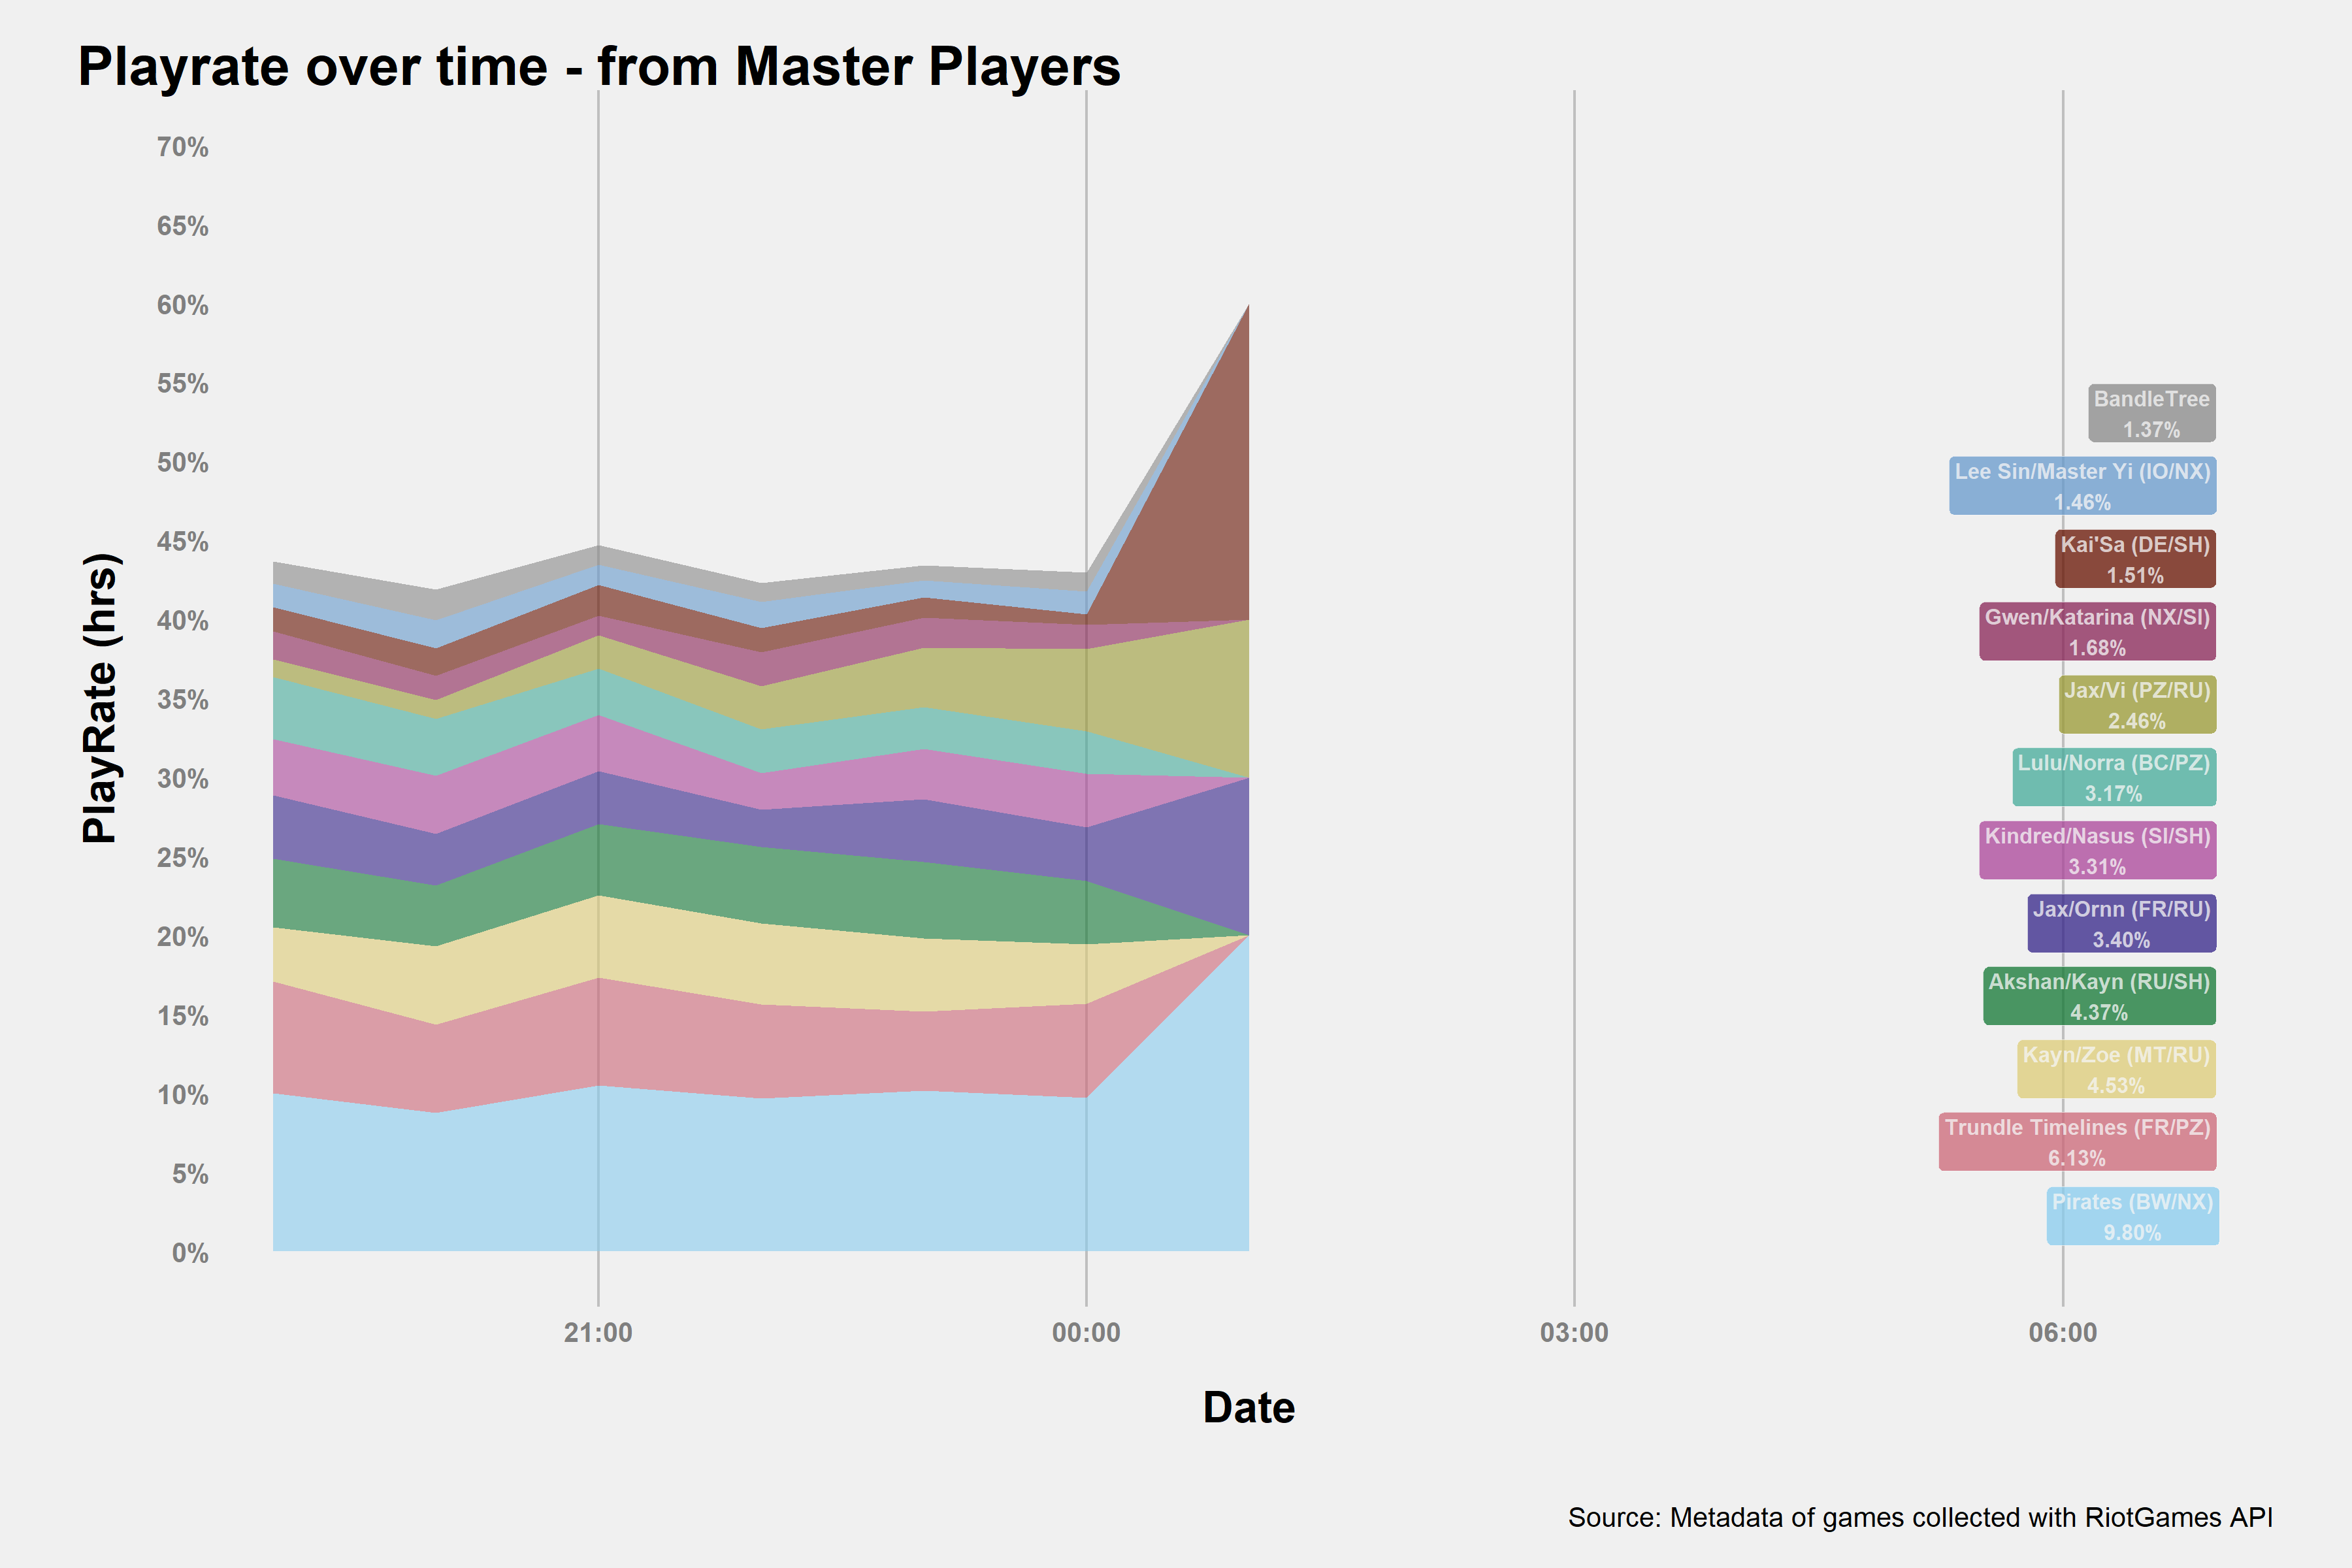 Playrate over time - from Master Players
PlayRate (hrs)
70%
65%
60%
55%
50%
45%
40%
35%
30%
25%
20%
15%
10%
5%
0%
BandleTree
1.37%
Lee Sin/Master Yi (IO/NX)
1.46%
Kai'Sa (DE/SH)
1.51%
Gwen/Katarina (NX/SI)
1.68%
Jax/Vi (PZ/RU)
2.46%
Lulu/Norra (BC/PZ)
3.17%
Kindred/Nasus (SI/SH)
3.31%
Jax/Ornn (FR/RU)
3.40%
Akshan/Kayn (RU/SH)
4.37%
Kayn/Zoe (MT/RU)
4.53%
Trundle Timelines (FR/PZ)
6.13%
Pirates (BW/NX)
9.80%
21:00
00:00
03:00
06:00
Date
Source: Metadata of games collected with RiotGames API